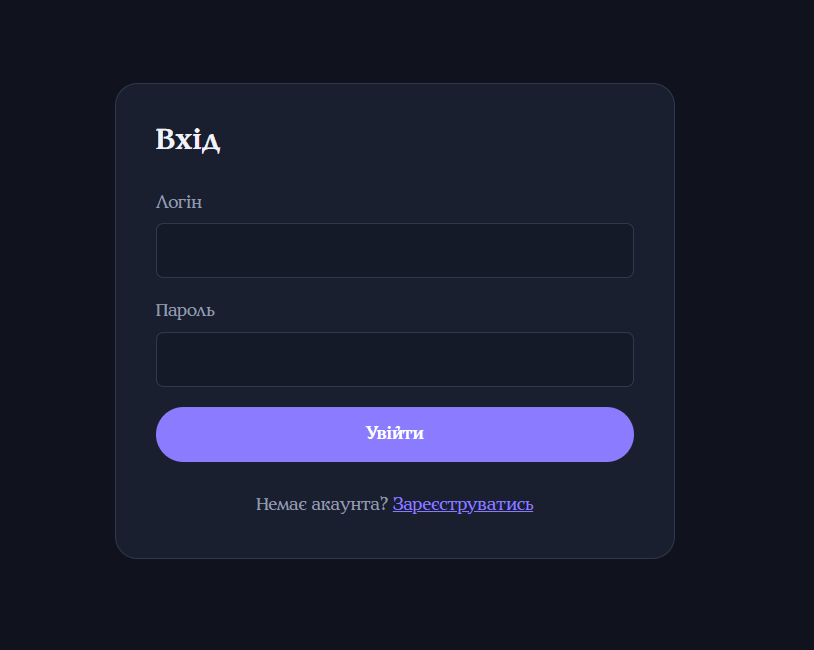 Вхід
Логін
Пароль
Увійти
Немає акаунта? Зареєструватись